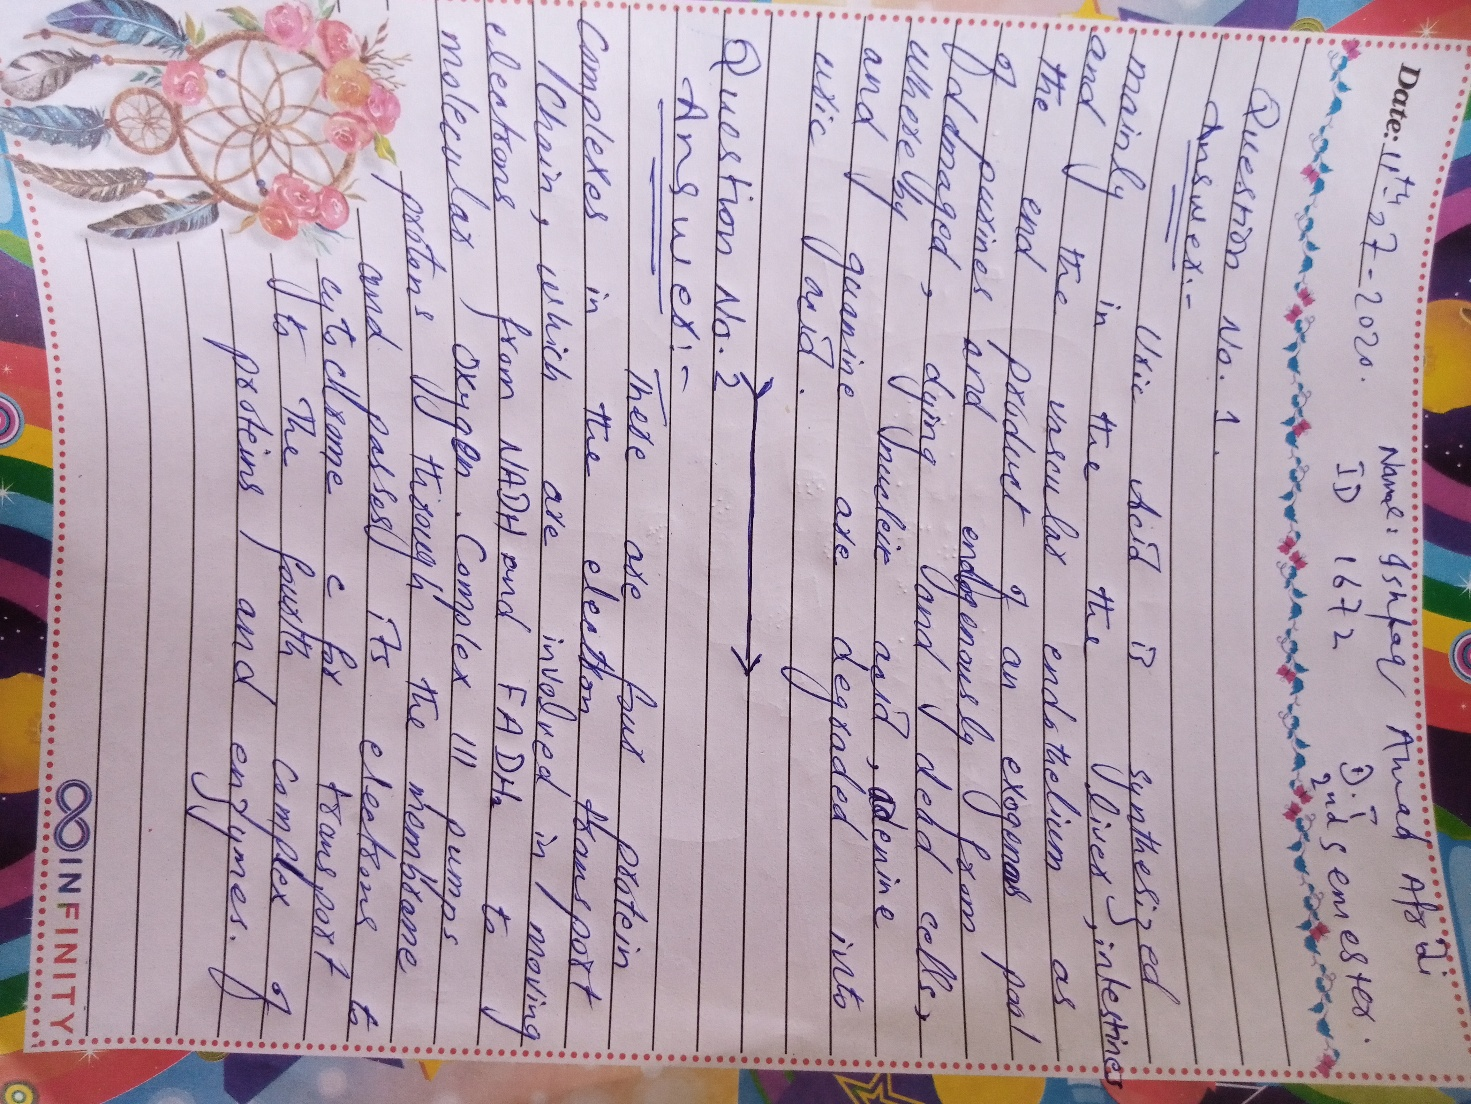 Date: 11th-07-2020.
Name: Ishfaq Amad Afridi
ID 1672 D.T
2nd semester.
Question No. 1.
Answer:-
Uric Acid is synthesized
mainly in the liver, intestines
and the vascular endothelium as
the end product of an exogunas pool
of purines and endogenously from
damaged, dying and dead cells,
whereby nucleic acid, adenine
and guanine are degraded into
uric acid.
Question No. 2
Answer:-
These are four protein
Complexes in the electron transport
Chain, which are involved in moving
electrons from NADH and FADH2 to
molecular oxygen. Complex III pumps
protons through the membrane
and passes its electrons to
cytochrome c for transport
to The fourth complex of
proteins and enzymes.
INFINITY